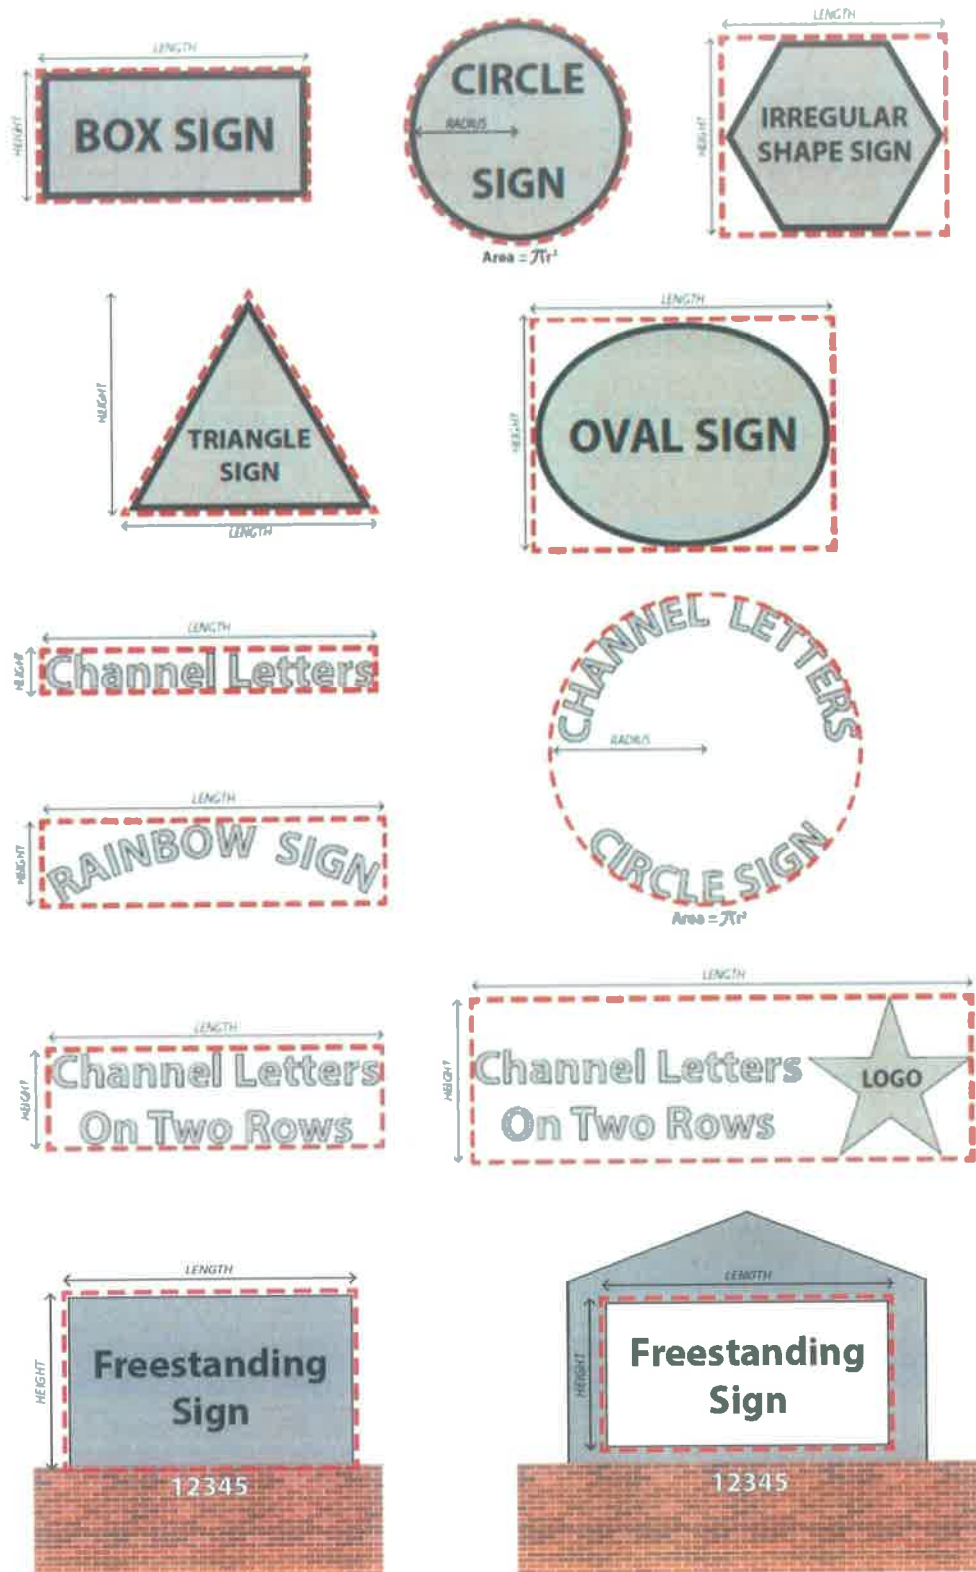 LENGTH
HEIGHT
BOX SIGN
CIRCLE
RADIUS
SIGN
Area = πr²
LENGTH
HEIGHT
IRREGULAR
SHAPE SIGN
HEIGHT
TRIANGLE
SIGN
LENGTH
LENGTH
HEIGHT
OVAL SIGN
LENGTH
HEIGHT
Channel Letters
CHANNEL LETTERS
RADIUS
CIRCLE SIGN
Area = πr²
LENGTH
HEIGHT
RAINBOW SIGN
LENGTH
HEIGHT
Channel Letters
On Two Rows
LENGTH
HEIGHT
Channel Letters
On Two Rows
LOGO
LENGTH
HEIGHT
Freestanding
Sign
12345
LENGTH
HEIGHT
Freestanding
Sign
12345